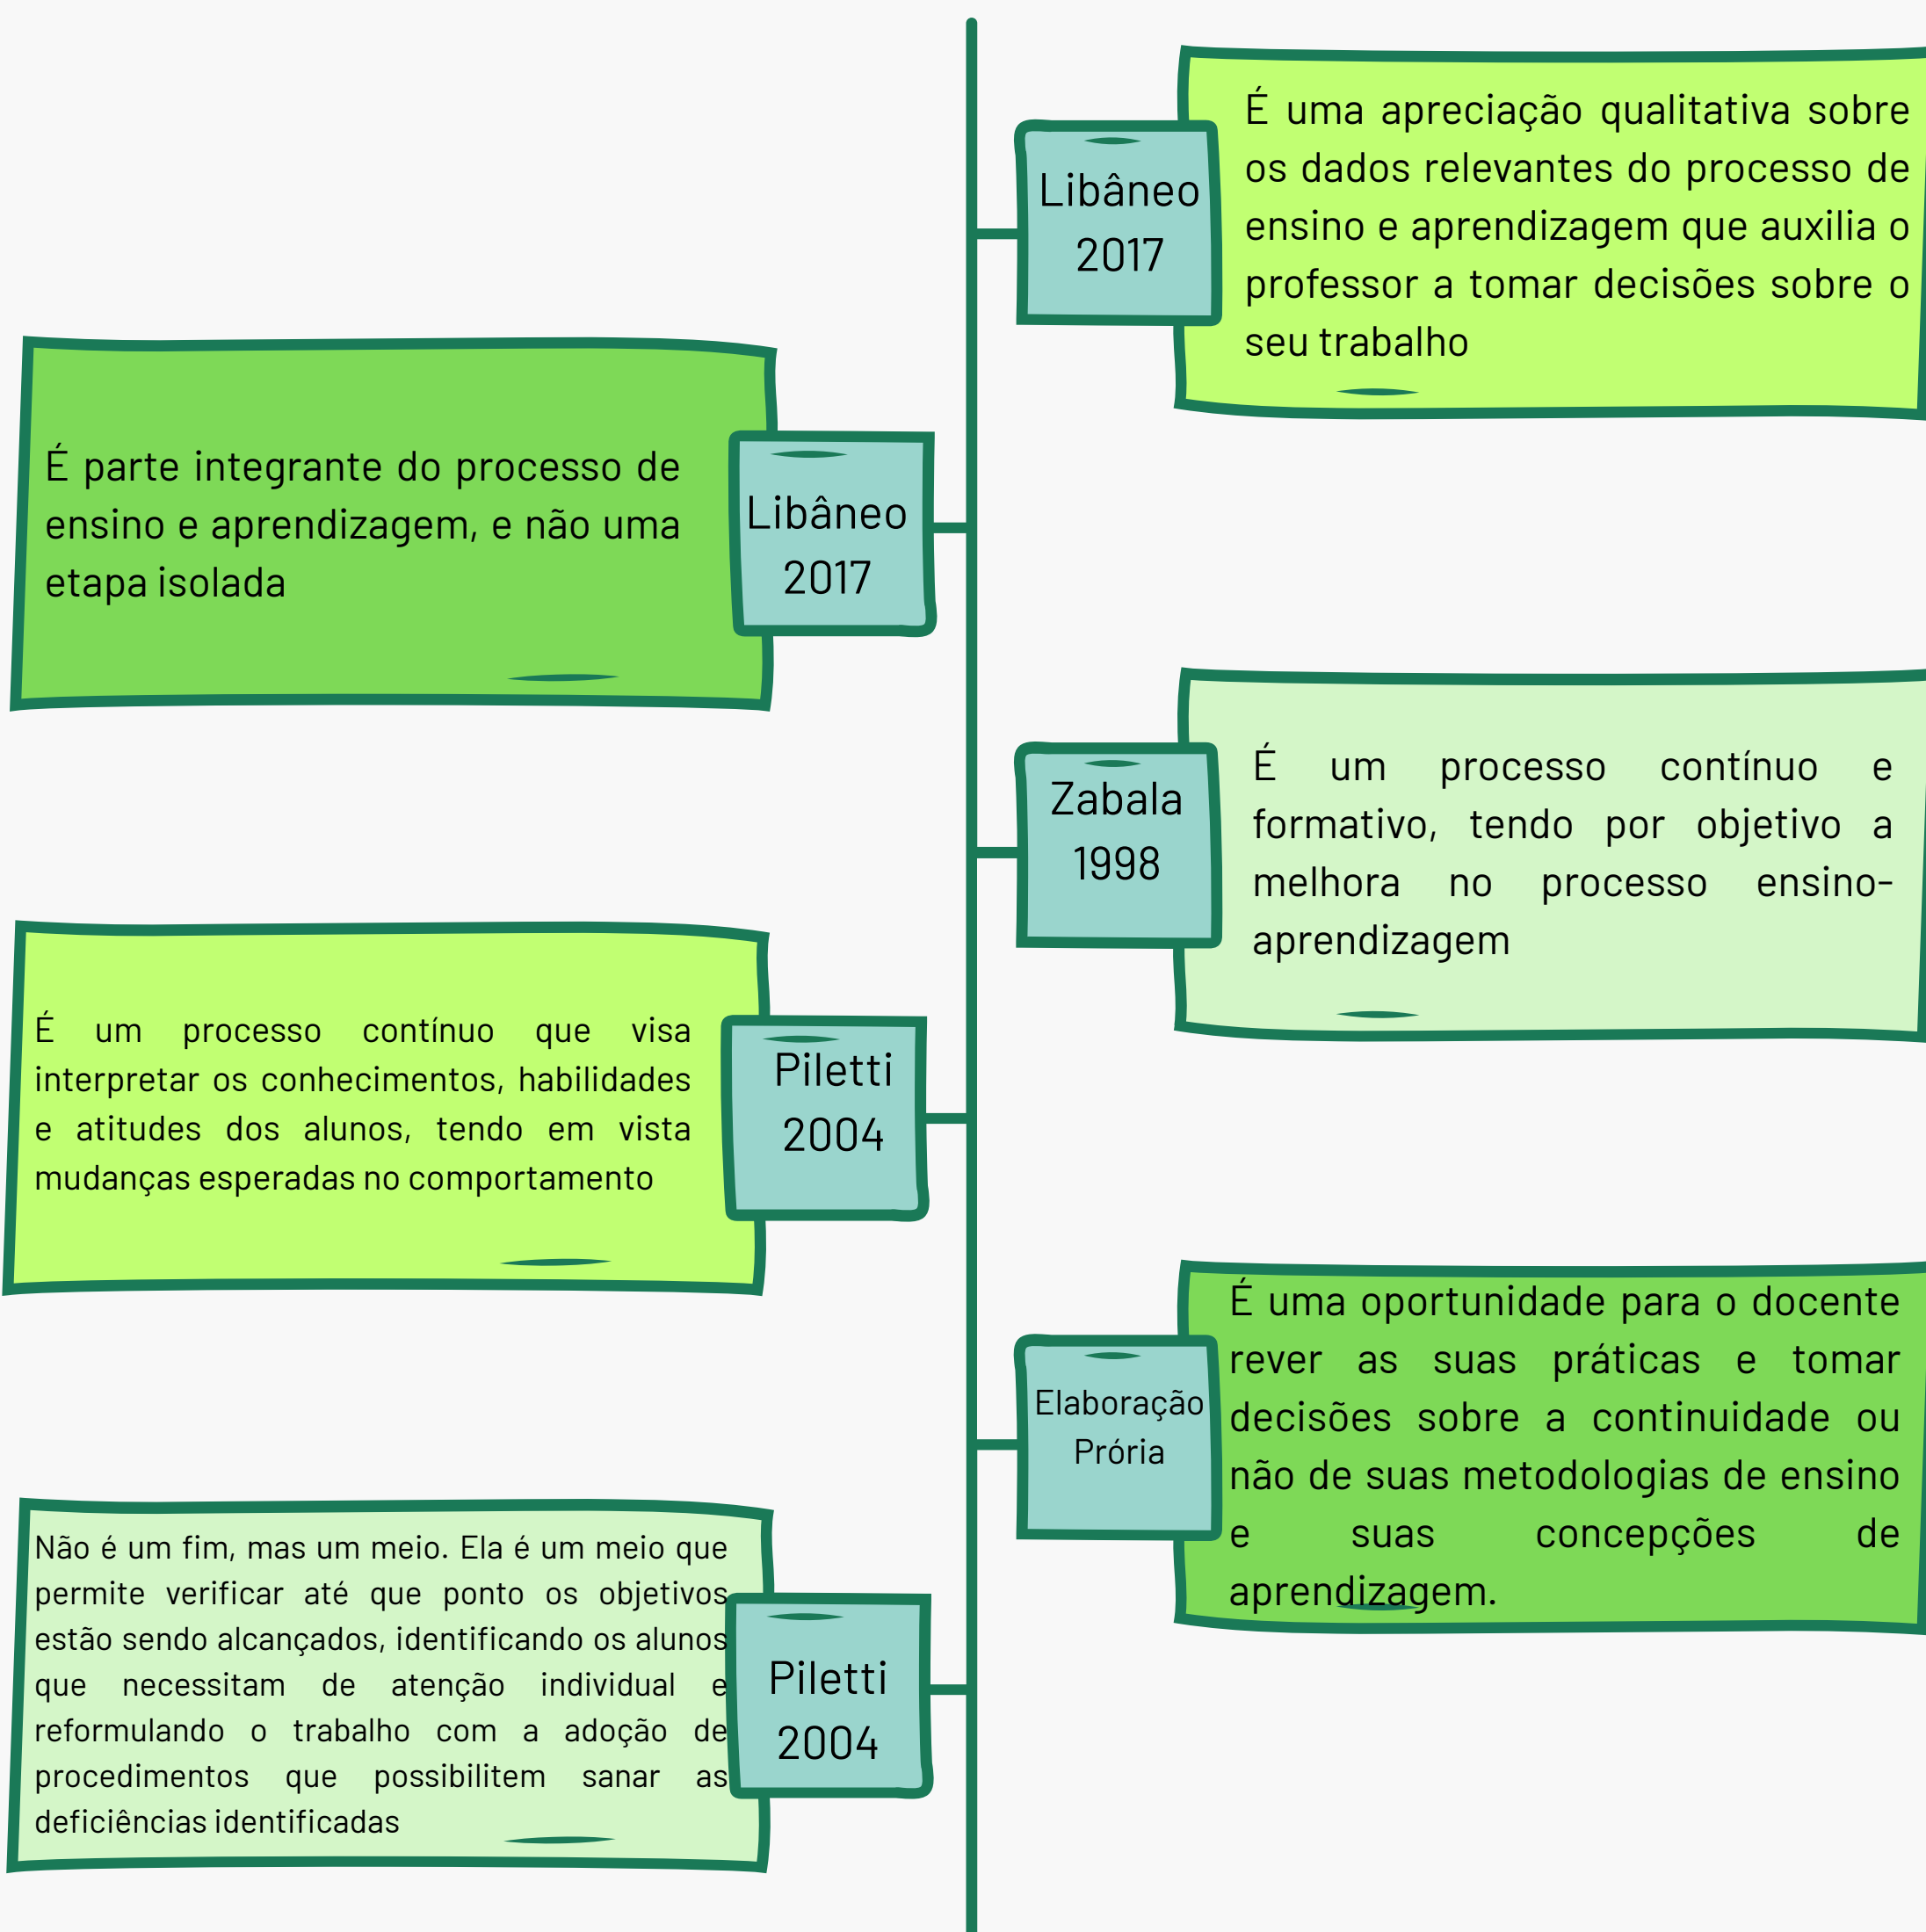 Libâneo
2017
É uma apreciação qualitativa sobre
os dados relevantes do processo de
ensino e aprendizagem que auxilia o
professor a tomar decisões sobre o
seu trabalho
É parte integrante do processo de
ensino e aprendizagem, e não uma
etapa isolada
Libâneo
2017
Zabala
1998
É um processo contínuo e
formativo, tendo por objetivo a
melhora no processo ensino-
aprendizagem
É um processo contínuo que visa
interpretar os conhecimentos, habilidades
e atitudes dos alunos, tendo em vista
mudanças esperadas no comportamento
Piletti
2004
Elaboração
Próría
É uma oportunidade para o docente
rever as suas práticas e tomar
decisões sobre a continuidade ou
não de suas metodologias de ensino
e suas concepções de
aprendizagem.
Não é um fim, mas um meio. Ela é um meio que
permite verificar até que ponto os objetivos
estão sendo alcançados, identificando os alunos
que necessitam de atenção individual e
reformulando o trabalho com a adoção de
procedimentos que possibilitem sanar as
deficiências identificadas
Piletti
2004